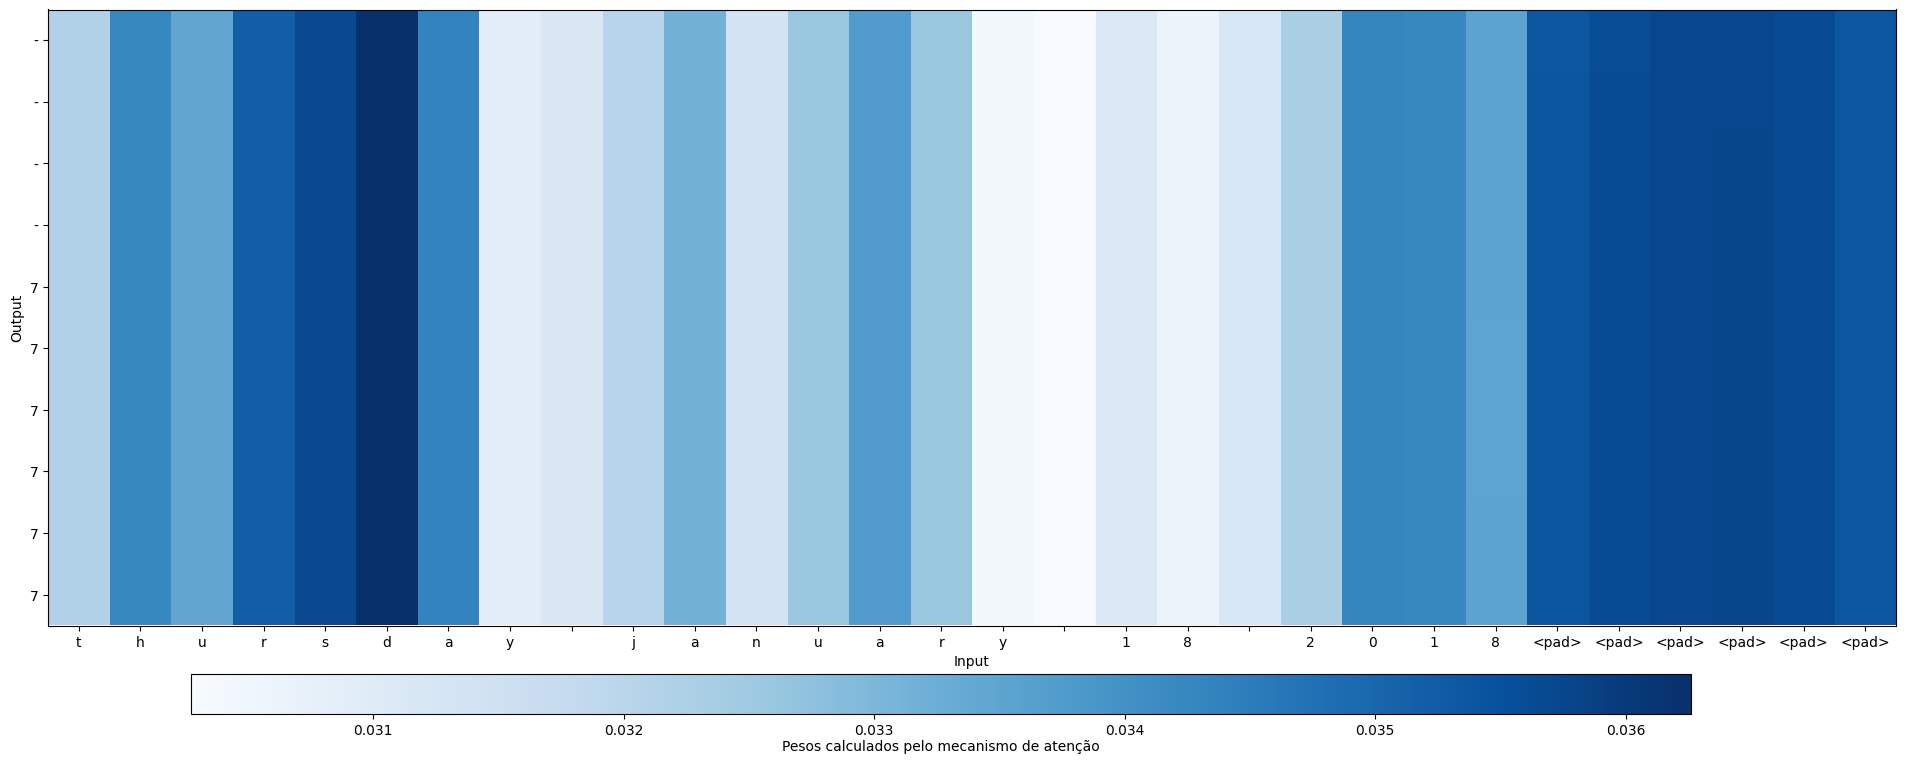 -
-
-
-
7
7
7
7
7
7
Output
t h u r s d a y j a n u a r y 1 8 2 0 1 8 <pad> <pad> <pad> <pad> <pad> <pad>
Input
0.031 0.032 0.033 0.034 0.035 0.036
Pesos calculados pelo mecanismo de atenção